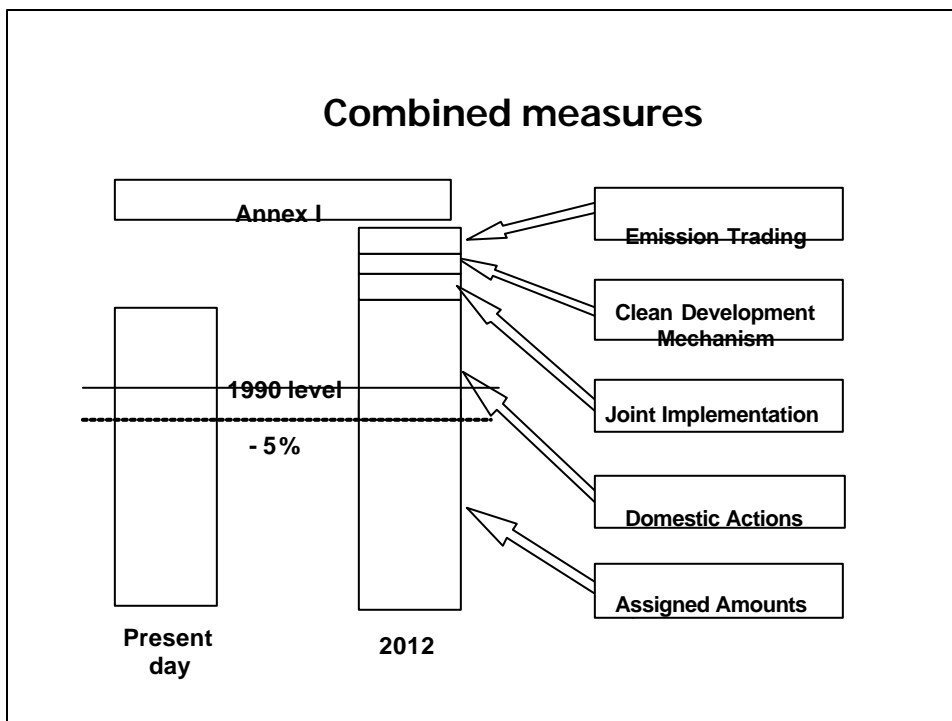 Combined measures
Annex I
Emission Trading
Clean Development
Mechanism
1990 level
Joint Implementation
- 5%
Domestic Actions
Assigned Amounts
Present
day
2012